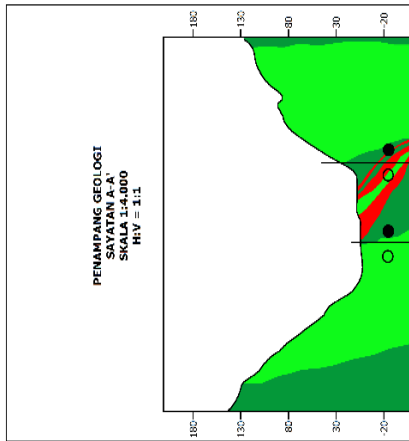 PENAMPANG GEOLOGI
SAYATAN A-A'
SKALA 1:4.000
H:V = 1:1
180
130
80
30
-20
180
130
80
30
-20